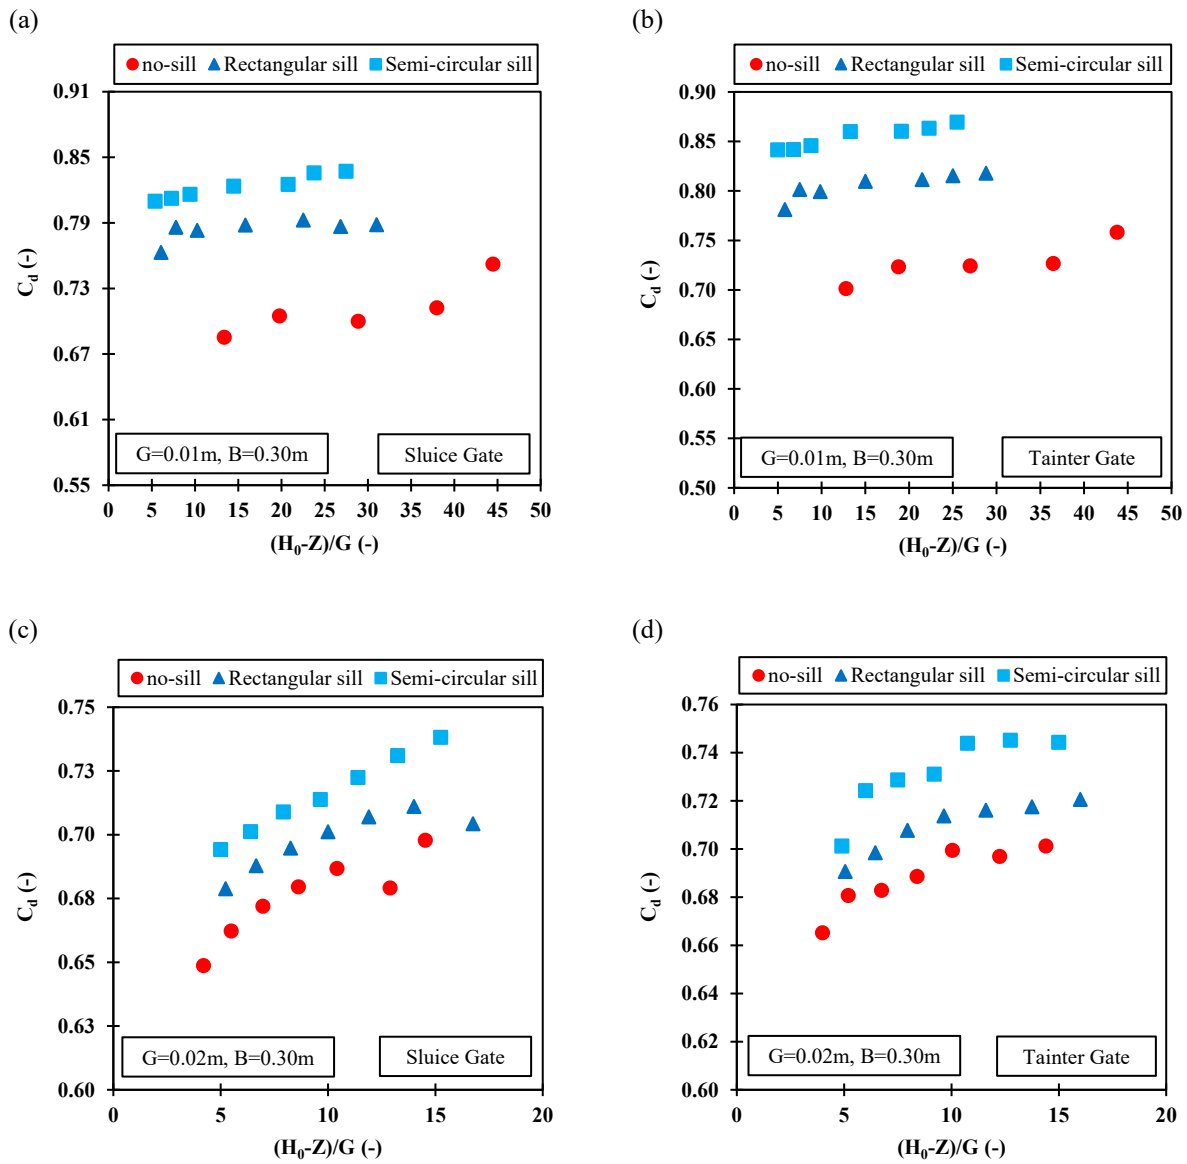 (a)
no-sill Rectangular sill Semi-circular sill
0.91
0.85
0.79
0.73
0.67
0.61
0.55
C_d (-)
G=0.01m, B=0.30m
Sluice Gate
0 5 10 15 20 25 30 35 40 45 50
(H_0-Z)/G (-)
(b)
no-sill Rectangular sill Semi-circular sill
0.90
0.85
0.80
0.75
0.70
0.65
0.60
0.55
0.50
C_d (-)
G=0.01m, B=0.30m
Tainter Gate
0 5 10 15 20 25 30 35 40 45 50
(H_0-Z)/G (-)
(c)
no-sill Rectangular sill Semi-circular sill
0.75
0.73
0.70
0.68
0.65
0.63
0.60
C_d (-)
G=0.02m, B=0.30m
Sluice Gate
0 5 10 15 20
(H_0-Z)/G (-)
(d)
no-sill Rectangular sill Semi-circular sill
0.76
0.74
0.72
0.70
0.68
0.66
0.64
0.62
0.60
C_d (-)
G=0.02m, B=0.30m
Tainter Gate
0 5 10 15 20
(H_0-Z)/G (-)